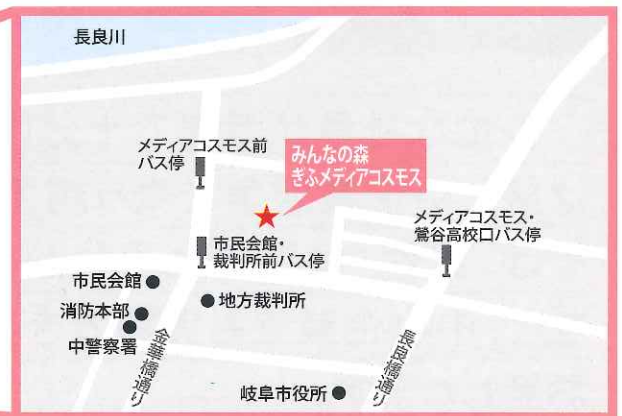 長良川
メディアコスモス前
バス停
みんなの森
ぎふメディアコスモス
メディアコスモス・
鶯谷高校口バス停
市民会館・
裁判所前バス停
市民会館
地方裁判所
消防本部
中警察署
金華橋通り
長良橋通り
岐阜市役所